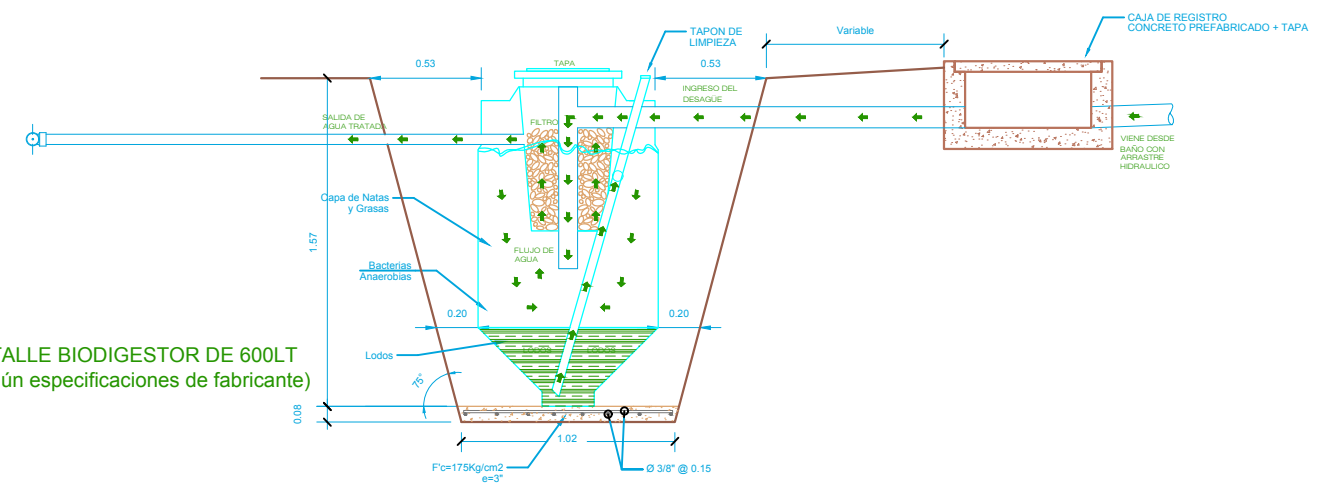 CAJA DE REGISTRO
CONCRETO PREFABRICADO + TAPA
TAPON DE
LIMPIEZA
Variable
0.53
TAPA
0.53
INGRESO DEL
DESAGÜE
SALIDA DE
AGUA TRATADA
FILTRO
VIENE DESDE
BAÑO CON
ARRASTRE
HIDRAULICO
Capa de Natas
y Grasas
1.57
FLUJO DE
AGUA
Bacterias
Anaerobias
0.20
0.20
TALLE BIODIGESTOR DE 600LT
ún especificaciones de fabricante)
Lodos
LODOS
LODOS
75°
0.08
1.02
F'c=175Kg/cm2
e=3"
Ø 3/8" @ 0.15